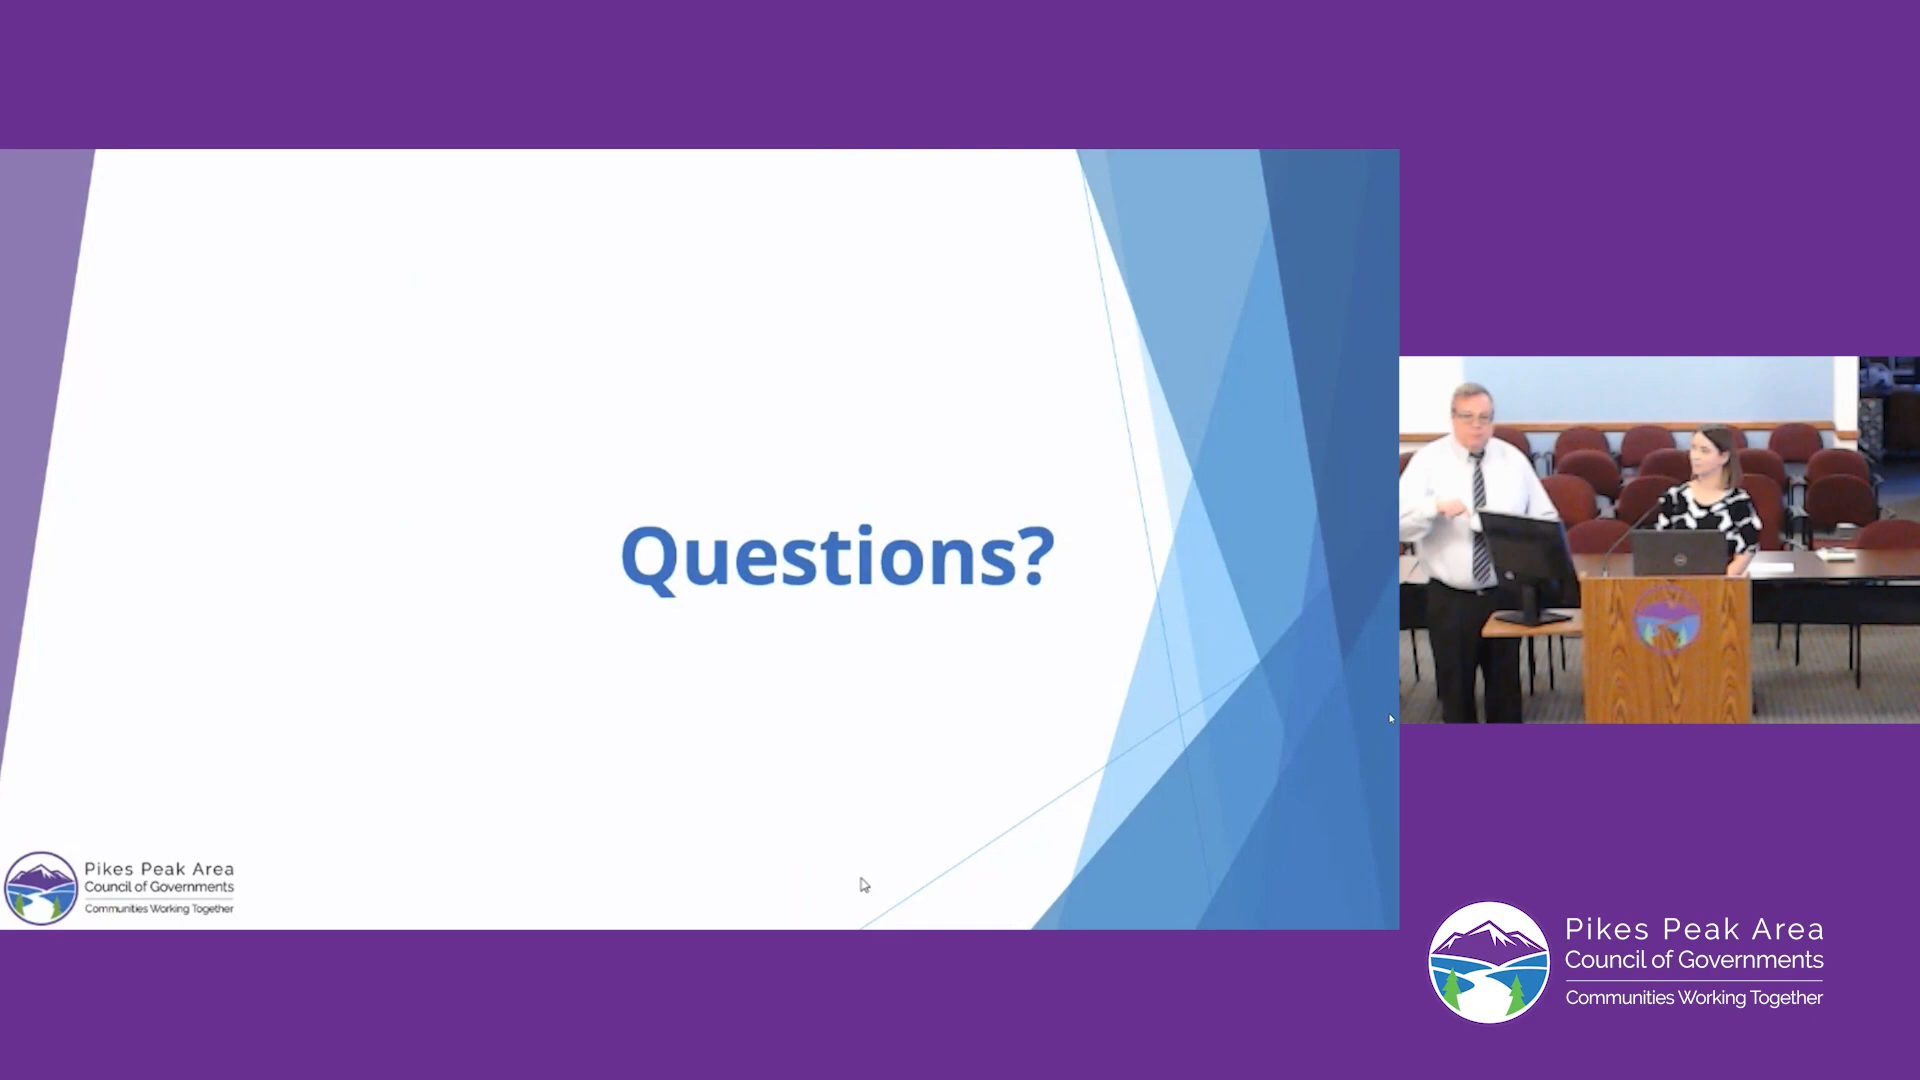 Questions?
Pikes Peak Area
Council of Governments
Communities Working Together
Pikes Peak Area
Council of Governments
Communities Working Together